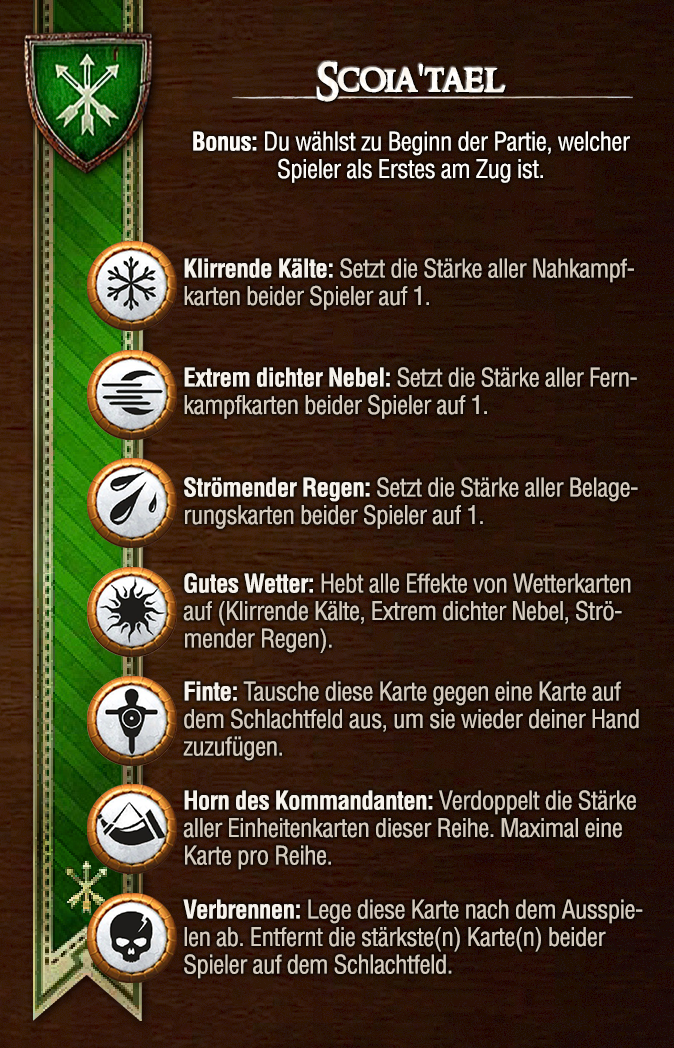 SCOIA'TAEL
Bonus: Du wählst zu Beginn der Partie, welcher
Spieler als Erstes am Zug ist.
Klirrende Kälte: Setzt die Stärke aller Nahkampf-
karten beider Spieler auf 1.
Extrem dichter Nebel: Setzt die Stärke aller Fern-
kampfkarten beider Spieler auf 1.
Strömender Regen: Setzt die Stärke aller Belage-
rungskarten beider Spieler auf 1.
Gutes Wetter: Hebt alle Effekte von Wetterkarten
auf (Klirrende Kälte, Extrem dichter Nebel, Strö-
mender Regen).
Finte: Tausche diese Karte gegen eine Karte auf
dem Schlachtfeld aus, um sie wieder deiner Hand
zuzufügen.
Horn des Kommandanten: Verdoppelt die Stärke
aller Einheitenkarten dieser Reihe. Maximal eine
Karte pro Reihe.
Verbrennen: Lege diese Karte nach dem Ausspie-
len ab. Entfernt die stärkste(n) Karte(n) beider
Spieler auf dem Schlachtfeld.